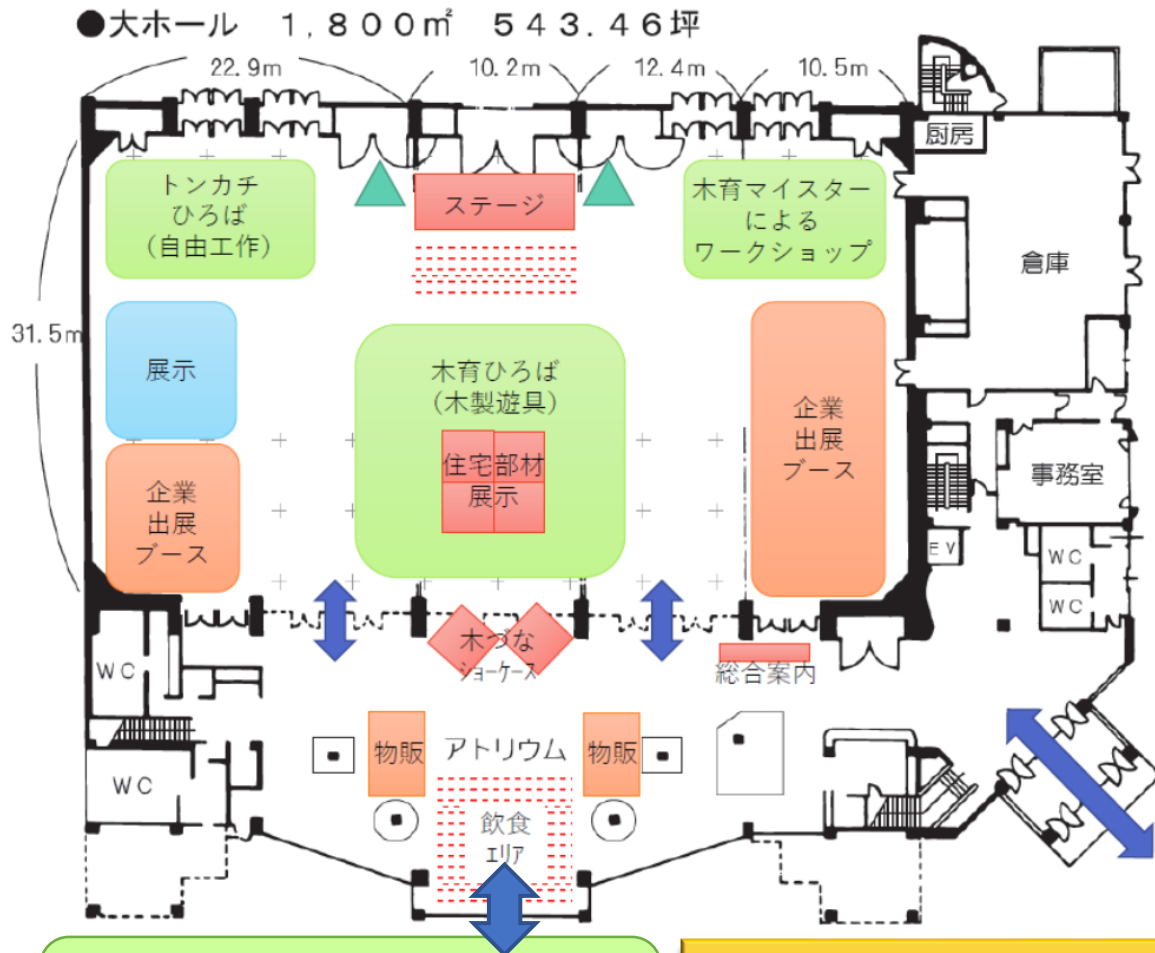 ●大ホール 1,800㎡ 543.46坪
22.9m
10.2m
12.4m
10.5m
厨房
トンカチ
ひろば
(自由工作)
ステージ
木育マイスター
による
ワークショップ
倉庫
31.5m
展示
木育ひろば
(木製遊具)
住宅部材
展示
企業
出展
ブース
企業
出展
ブース
事務室
EV
WC
WC
木づな
ショーケース
総合案内
WC
物販
アトリウム
物販
WC
飲食
エリア